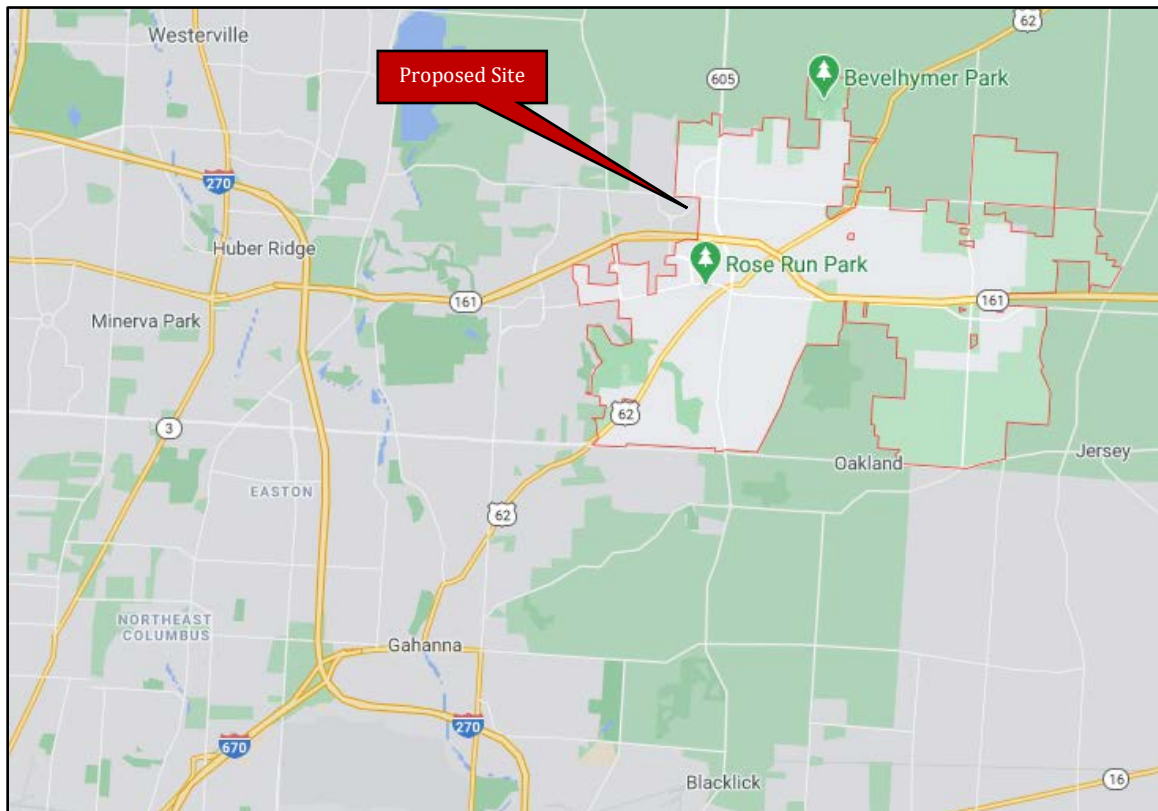 Westerville
62
Proposed Site
605
Bevelhymer Park
270
Huber Ridge
Rose Run Park
161
161
Minerva Park
62
3
Oakland
Jersey
EASTON
62
NORTHEAST
COLUMBUS
Gahanna
270
670
Blacklick
16